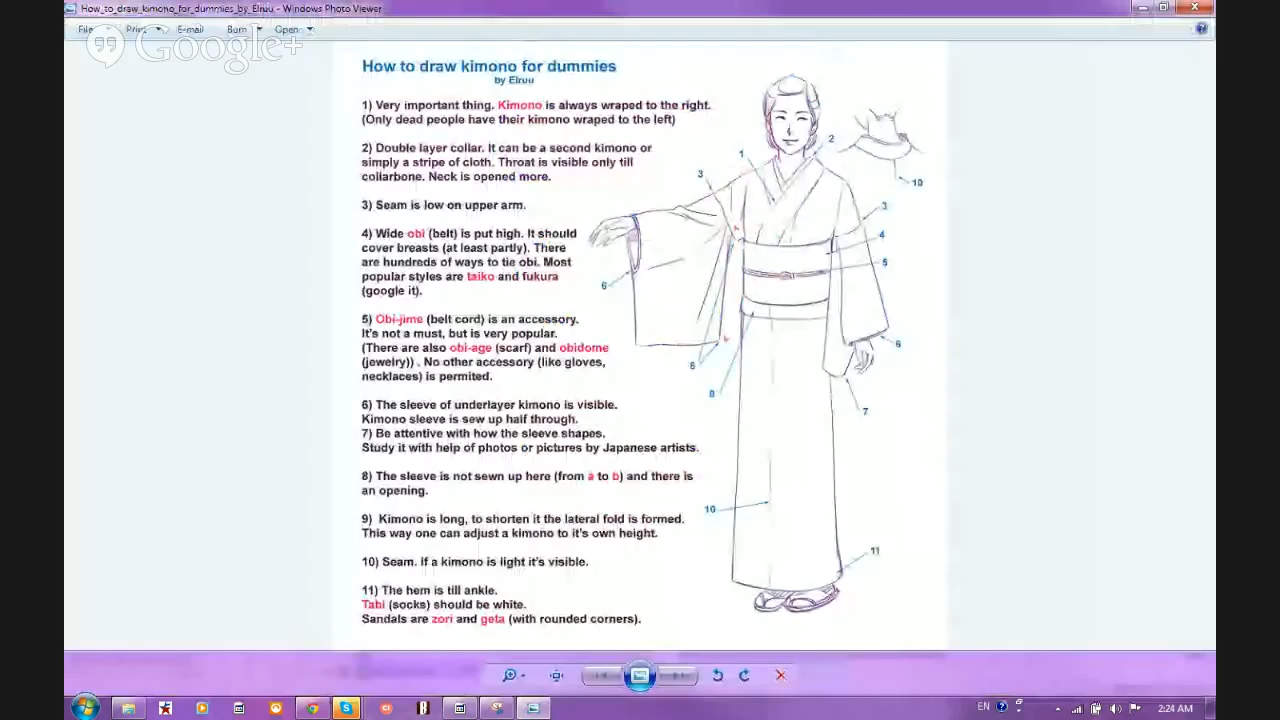 How_to_draw_kimono_for_dummies_by_Elruu - Windows Photo Viewer
File Print E-mail Burn Open
Google+
How to draw kimono for dummies
by Elruu
1) Very important thing. Kimono is always wraped to the right.
(Only dead people have their kimono wraped to the left)
2) Double layer collar. It can be a second kimono or
simply a stripe of cloth. Throat is visible only till
collarbone. Neck is opened more.
3) Seam is low on upper arm.
4) Wide obi (belt) is put high. It should
cover breasts (at least partly). There
are hundreds of ways to tie obi. Most
popular styles are taiko and fukura
(google it).
5) Obi-jime (belt cord) is an accessory.
It's not a must, but is very popular.
(There are also obi-age (scarf) and obidome
(jewelry)) . No other accessory (like gloves,
necklaces) is permited.
6) The sleeve of underlayer kimono is visible.
Kimono sleeve is sew up half through.
7) Be attentive with how the sleeve shapes.
Study it with help of photos or pictures by Japanese artists.
8) The sleeve is not sewn up here (from a to b) and there is
an opening.
9) Kimono is long, to shorten it the lateral fold is formed.
This way one can adjust a kimono to it's own height.
10) Seam. If a kimono is light it's visible.
11) The hem is till ankle.
Tabi (socks) should be white.
Sandals are zori and geta (with rounded corners).
1
2
3
10
3
4
5
6
6
7
10
11
EN
2:24 AM